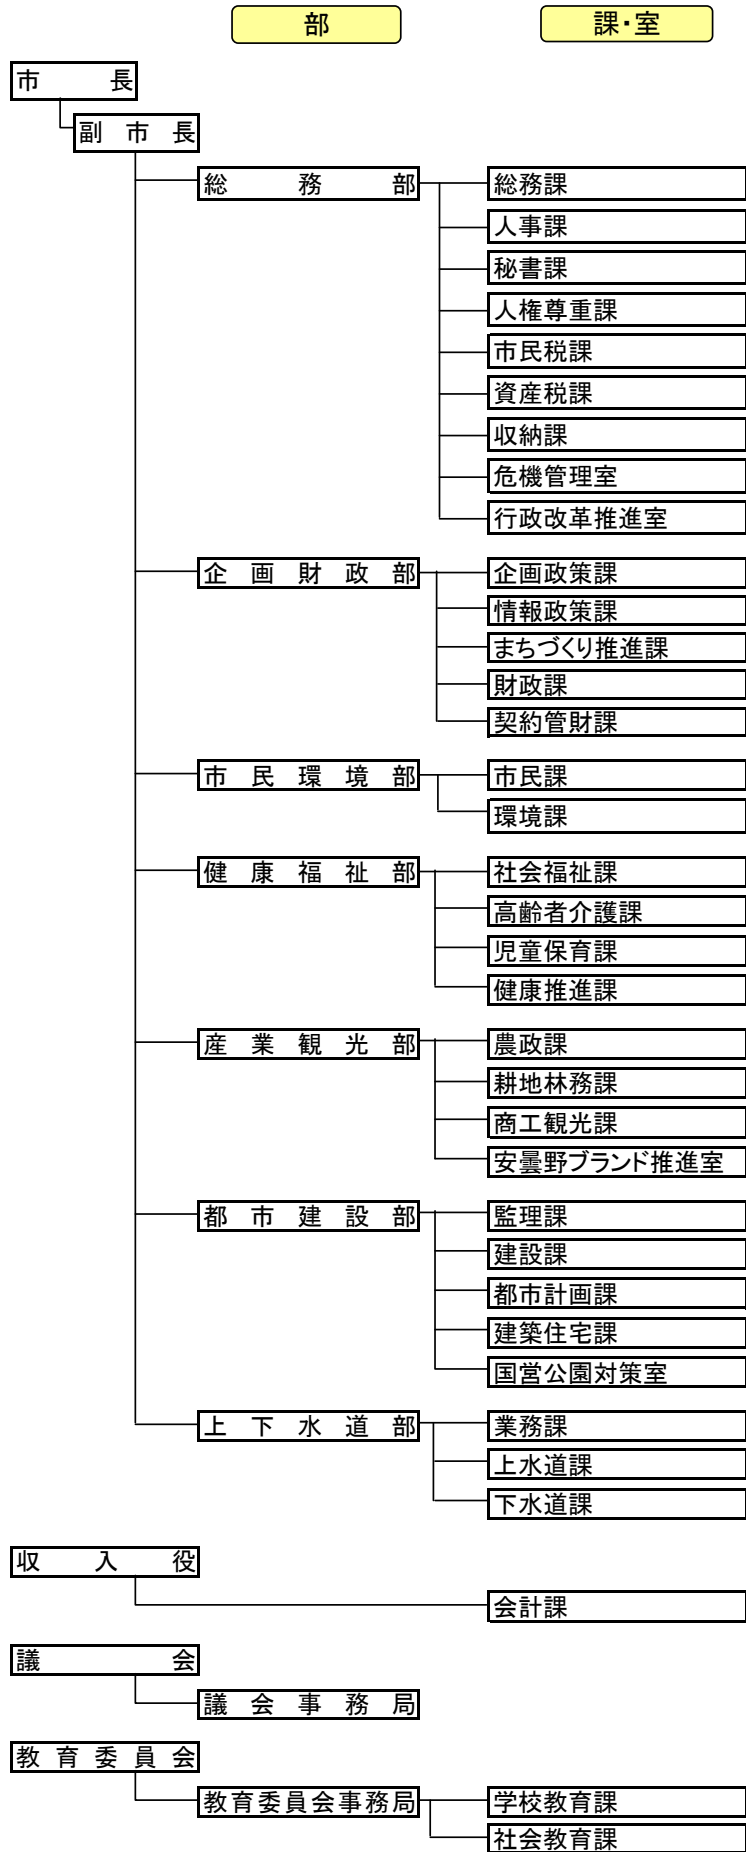 部 課・室
市長
副市長
総務部 総務課
人事課
秘書課
人権尊重課
市民税課
資産税課
収納課
危機管理室
行政改革推進室
企画財政部 企画政策課
情報政策課
まちづくり推進課
財政課
契約管財課
市民環境部 市民課
環境課
健康福祉部 社会福祉課
高齢者介護課
児童保育課
健康推進課
産業観光部 農政課
耕地林務課
商工観光課
安曇野ブランド推進室
都市建設部 監理課
建設課
都市計画課
建築住宅課
国営公園対策室
上下水道部 業務課
上水道課
下水道課
収入役
会計課
議会
議会事務局
教育委員会
教育委員会事務局 学校教育課
社会教育課